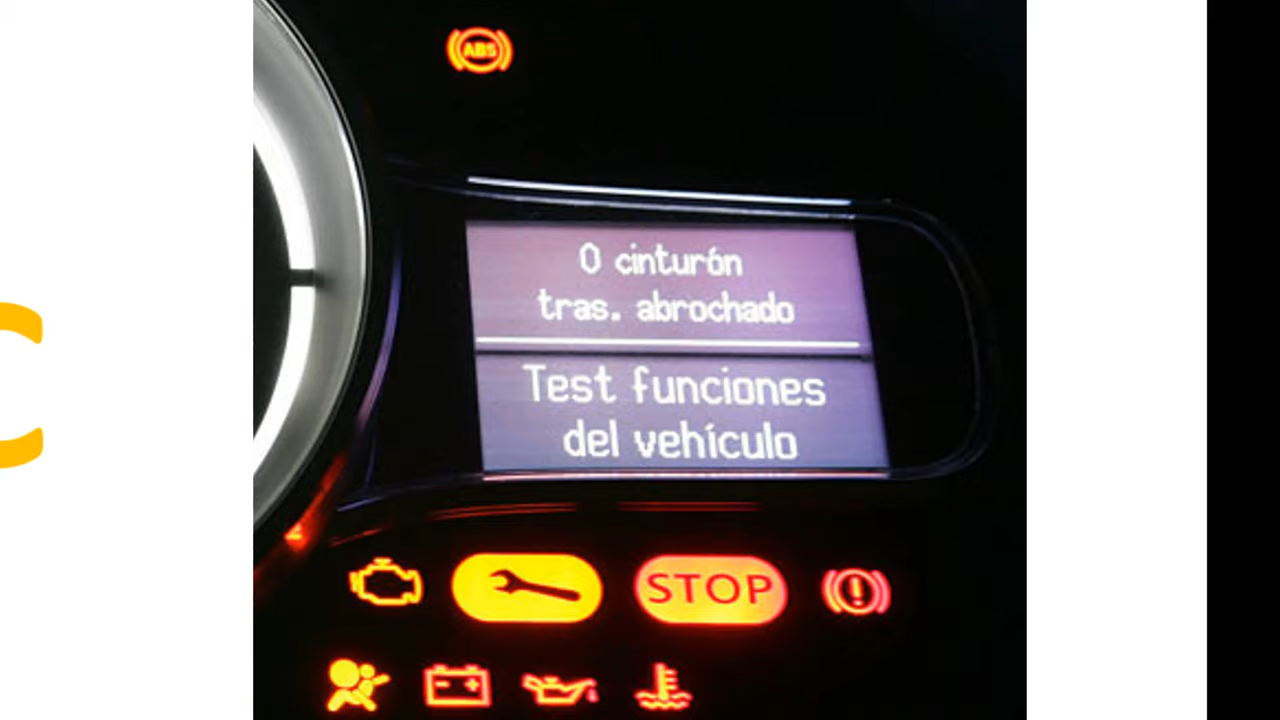 ABS
0 cinturón
tras. abrochado
Test funciones
del vehículo
STOP